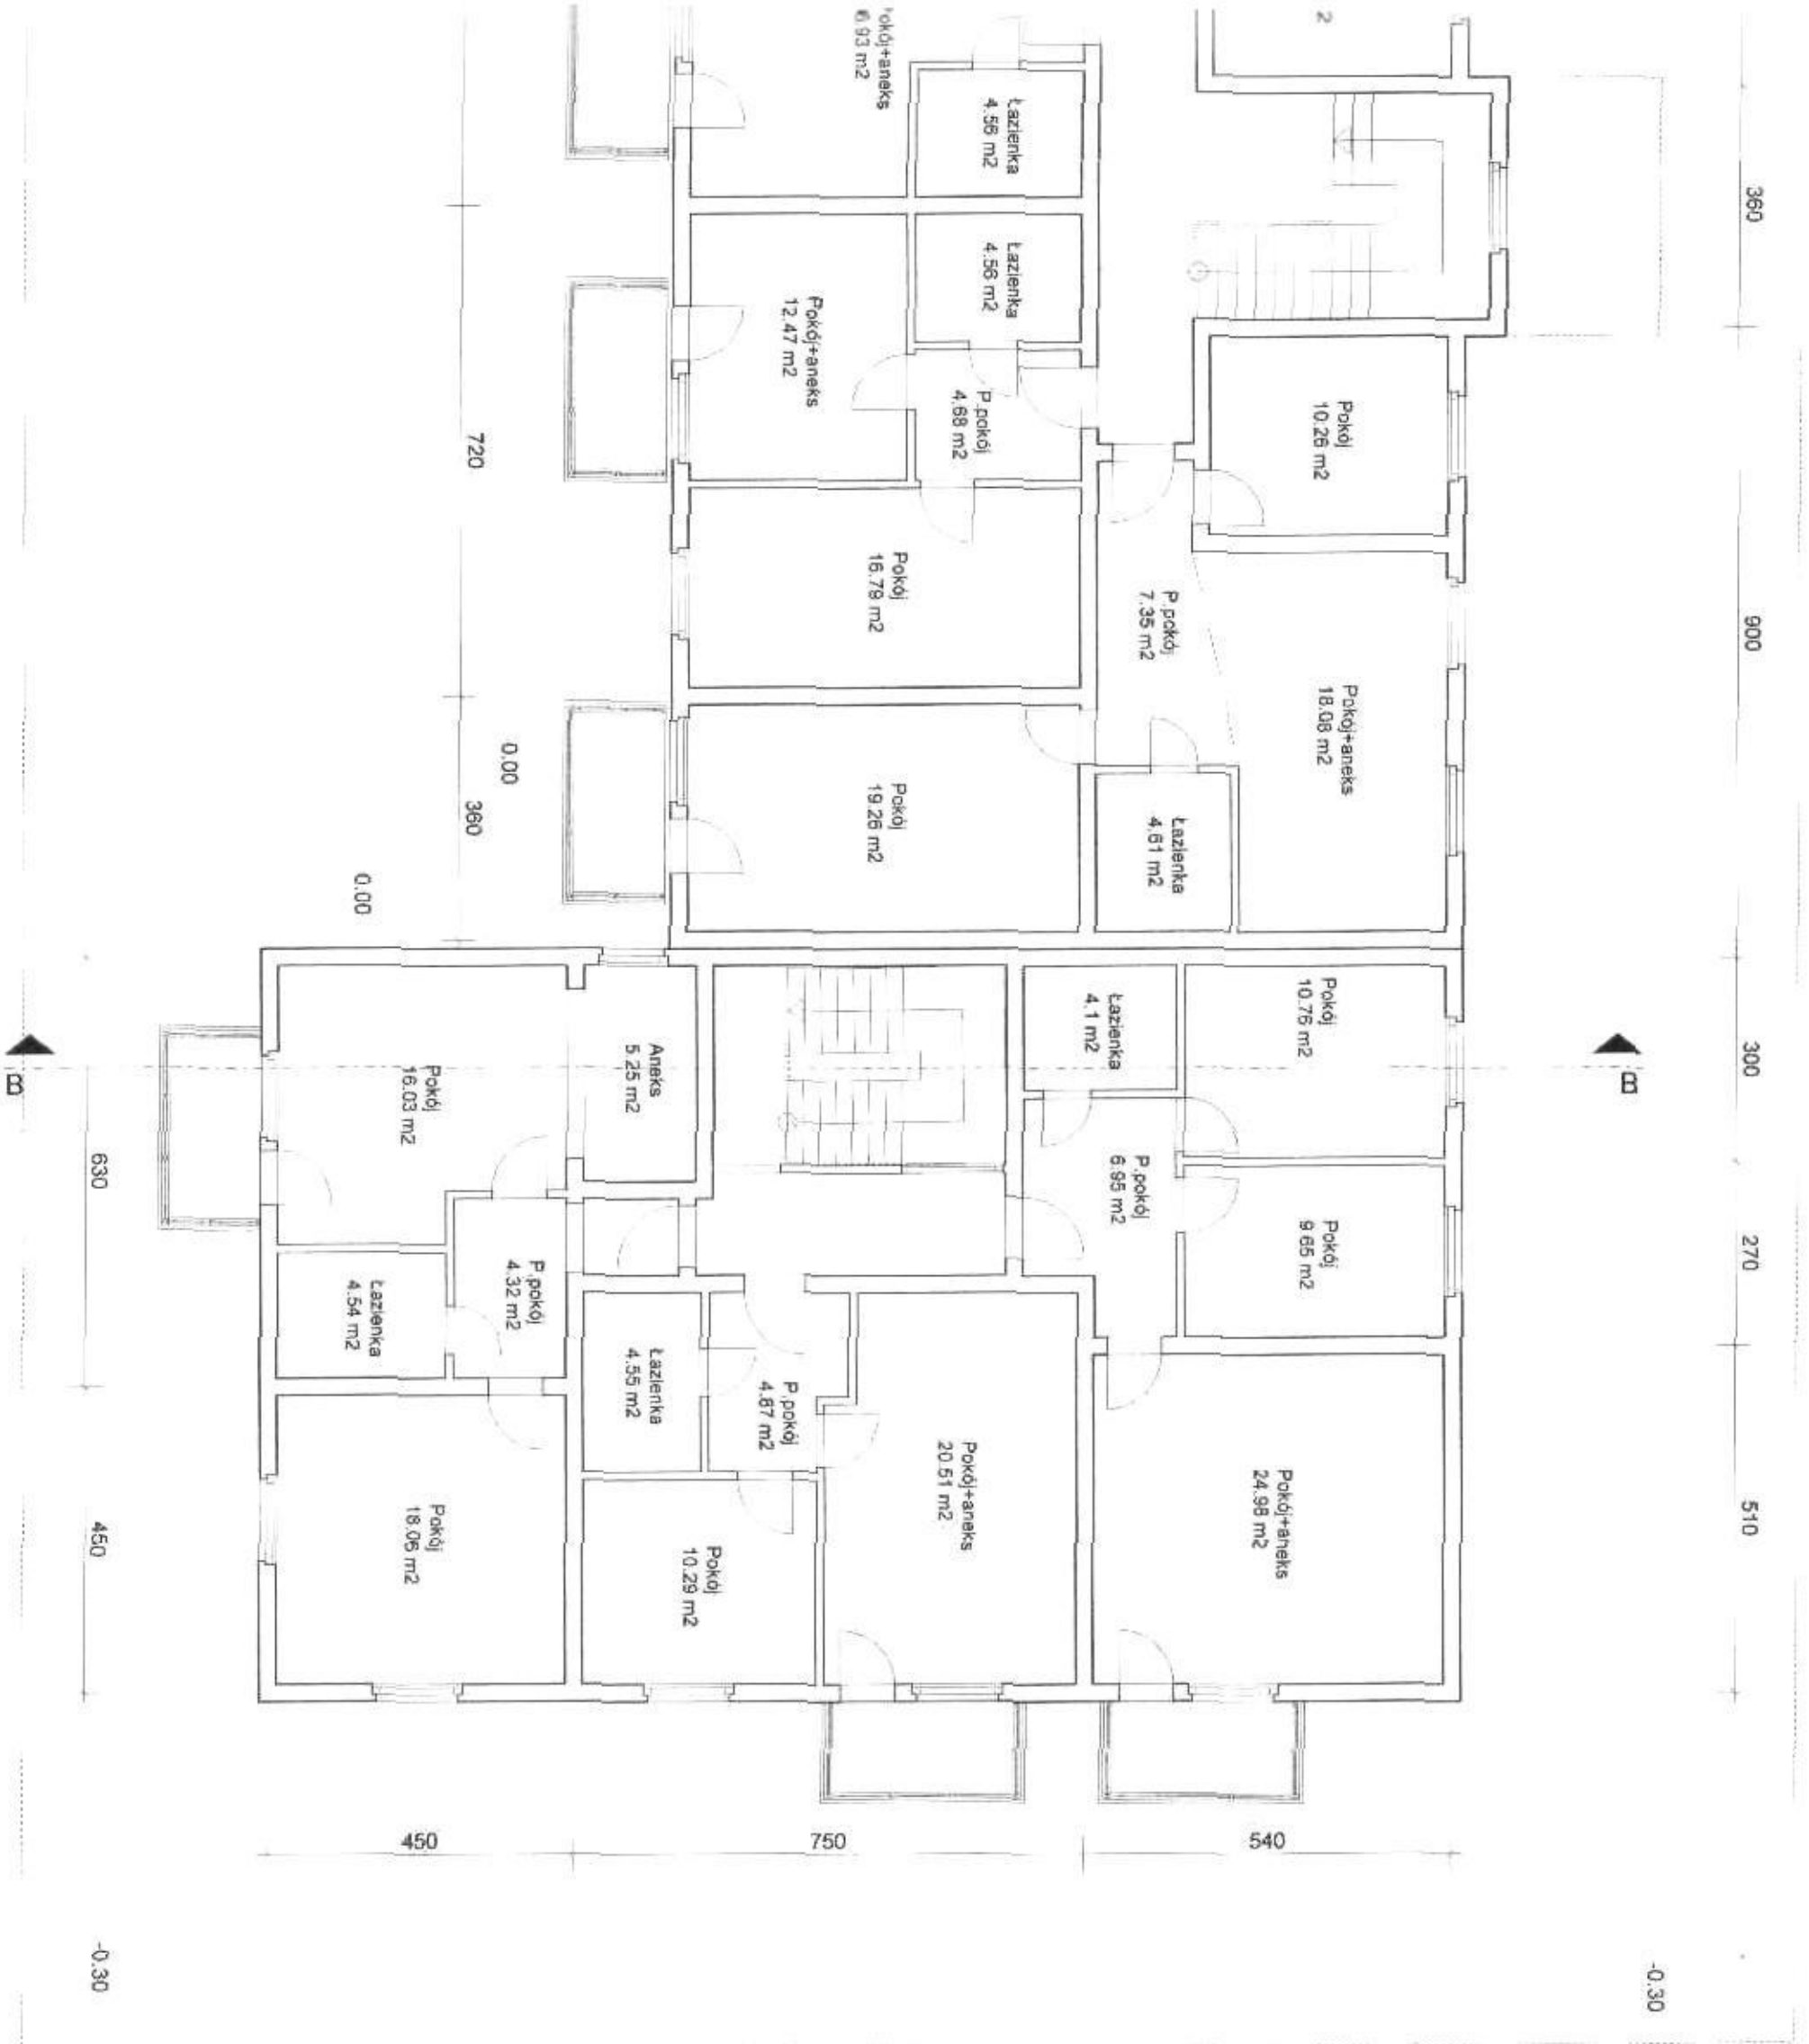 2
Pokój+aneks
6.93 m2
Łazienka
4.56 m2
360
Łazienka
4.56 m2
Pokój+aneks
12.47 m2
P.pokój
4.68 m2
Pokój
10.26 m2
720
Pokój
16.79 m2
P.pokój
7.35 m2
900
Pokój+aneks
18.08 m2
0.00
360
Pokój
19.26 m2
Łazienka
4.61 m2
0.00
Pokój
10.76 m2
Łazienka
4.1 m2
300
B
B
Aneks
5.25 m2
Pokój
16.03 m2
630
P.pokój
6.95 m2
Pokój
9.65 m2
270
P.pokój
4.32 m2
Łazienka
4.54 m2
Łazienka
4.55 m2
P.pokój
4.87 m2
Pokój+aneks
20.51 m2
Pokój+aneks
24.98 m2
510
450
Pokój
18.06 m2
Pokój
10.29 m2
450
750
540
-0.30
-0.30